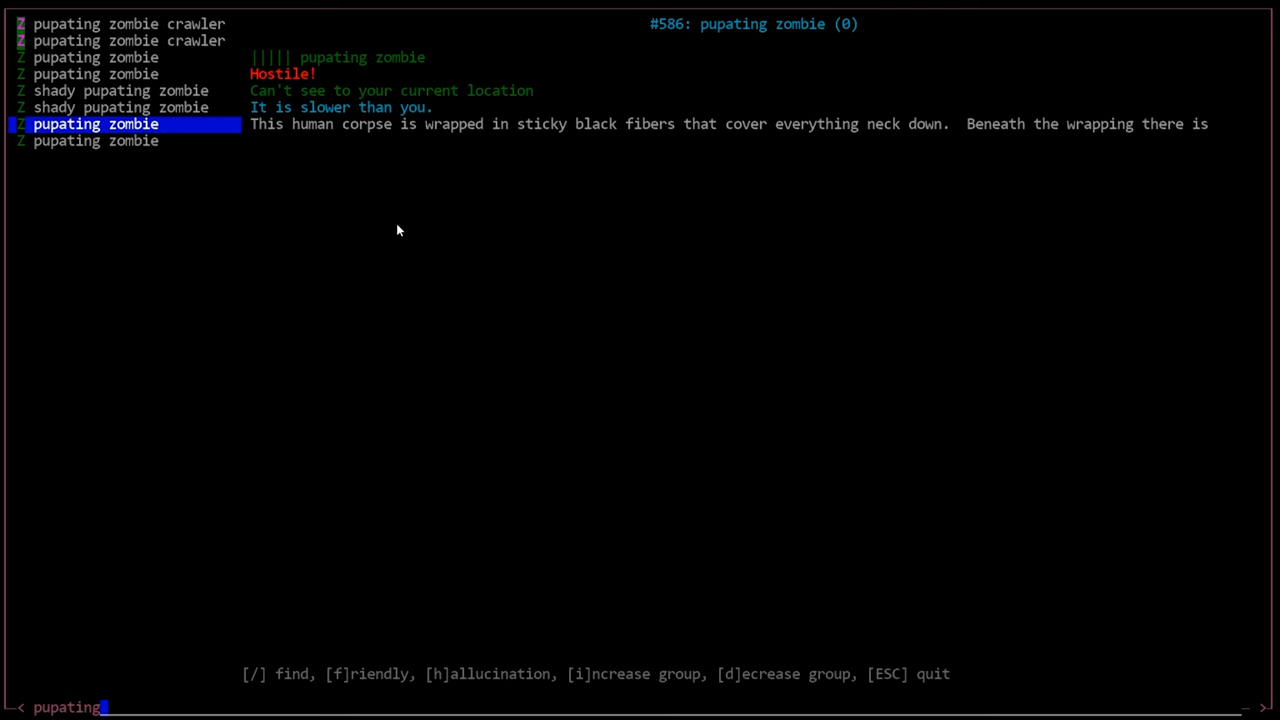 Z pupating zombie crawler
#586: pupating zombie (0)
Z pupating zombie crawler
Z pupating zombie
||||| pupating zombie
Z pupating zombie
Hostile!
Z shady pupating zombie
Can't see to your current location
Z shady pupating zombie
It is slower than you.
Z pupating zombie
This human corpse is wrapped in sticky black fibers that cover everything neck down.  Beneath the wrapping there is
Z pupating zombie
[/] find, [f]riendly, [h]allucination, [i]ncrease group, [d]ecrease group, [ESC] quit
< pupating >